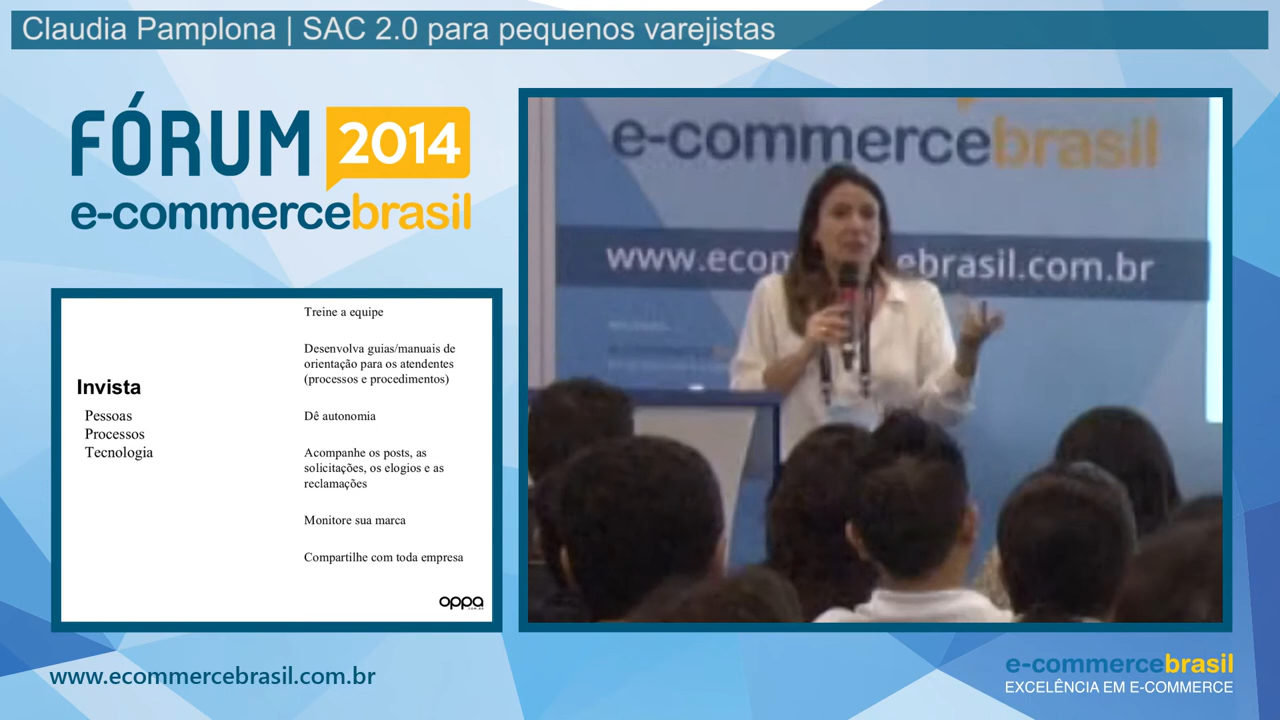 Claudia Pamplona | SAC 2.0 para pequenos varejistas
FÓRUM 2014
e-commercebrasil
Invista
Pessoas
Processos
Tecnologia
Treine a equipe
Desenvolva guias/manuais de
orientação para os atendentes
(processos e procedimentos)
Dê autonomia
Acompanhe os posts, as
solicitações, os elogios e as
reclamações
Monitore sua marca
Compartilhe com toda empresa
oppa
e-commercebrasil
www.ecom ebrasil.com.br
www.ecommercebrasil.com.br
e-commercebrasil
EXCELÊNCIA EM E-COMMERCE